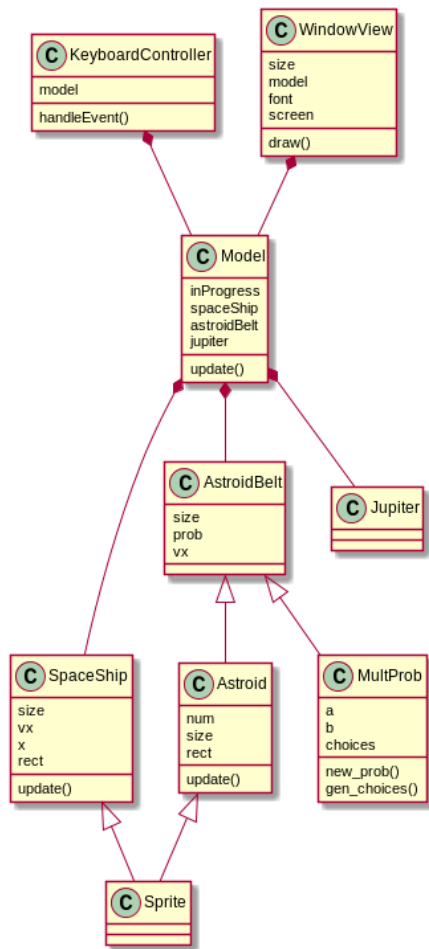 C KeyboardController
model
handleEvent()
C WindowView
size
model
font
screen
draw()
C Model
inProgress
spaceShip
astroidBelt
jupiter
update()
C AstroidBelt
size
prob
vx
C Jupiter
C SpaceShip
size
vx
x
rect
update()
C Astroid
num
size
rect
update()
C MultProb
a
b
choices
new_prob()
gen_choices()
C Sprite